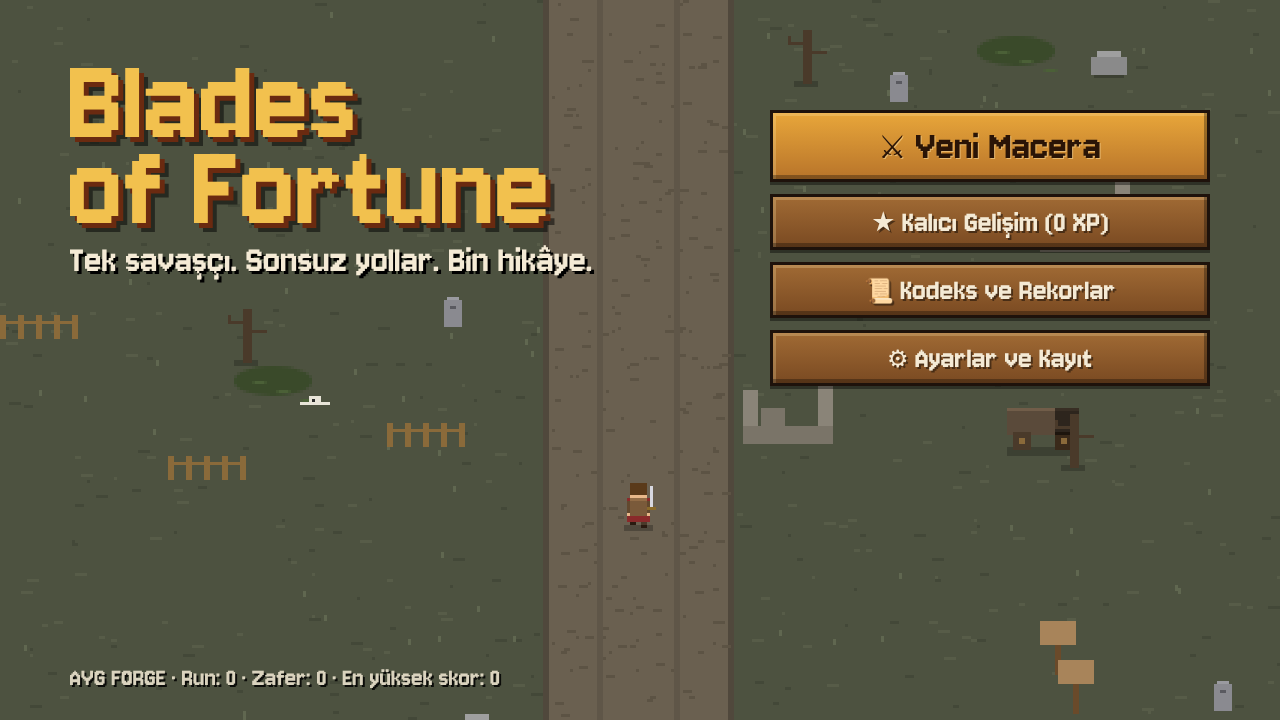 Blades
of Fortune
Tek savaşçı. Sonsuz yollar. Bin hikâye.
⚔ Yeni Macera
★ Kalıcı Gelişim (0 XP)
📜 Kodeks ve Rekorlar
⚙ Ayarlar ve Kayıt
AYG FORGE · Run: 0 · Zafer: 0 · En yüksek skor: 0